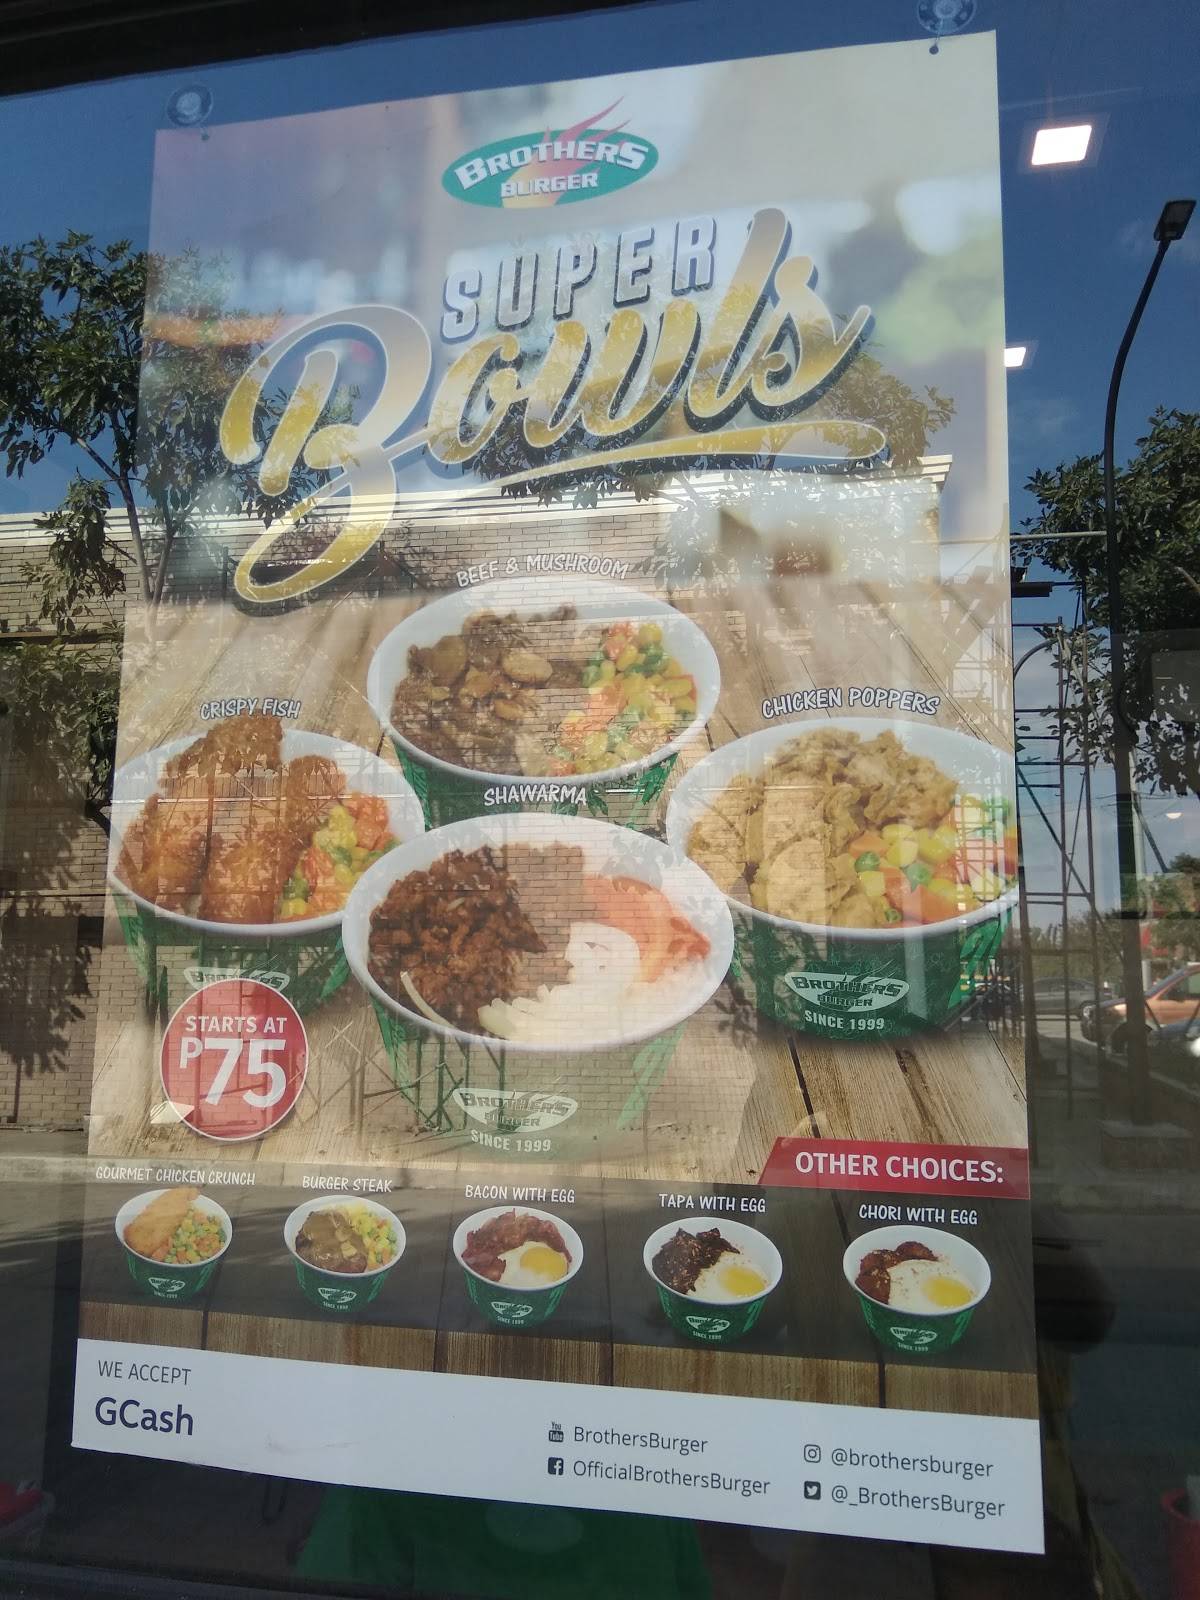 BROTHERS
BURGER
SUPER
Bowls
BEEF & MUSHROOM
CRISPY FISH
CHICKEN POPPERS
SHAWARMA
BROTHERS
BURGER
SINCE 1999
STARTS AT
P75
BROTHERS
BURGER
SINCE 1999
OTHER CHOICES:
GOURMET CHICKEN CRUNCH
BURGER STEAK
BACON WITH EGG
TAPA WITH EGG
CHORI WITH EGG
WE ACCEPT
GCash
You Tube BrothersBurger
OfficialBrothersBurger
@brothersburger
@_BrothersBurger